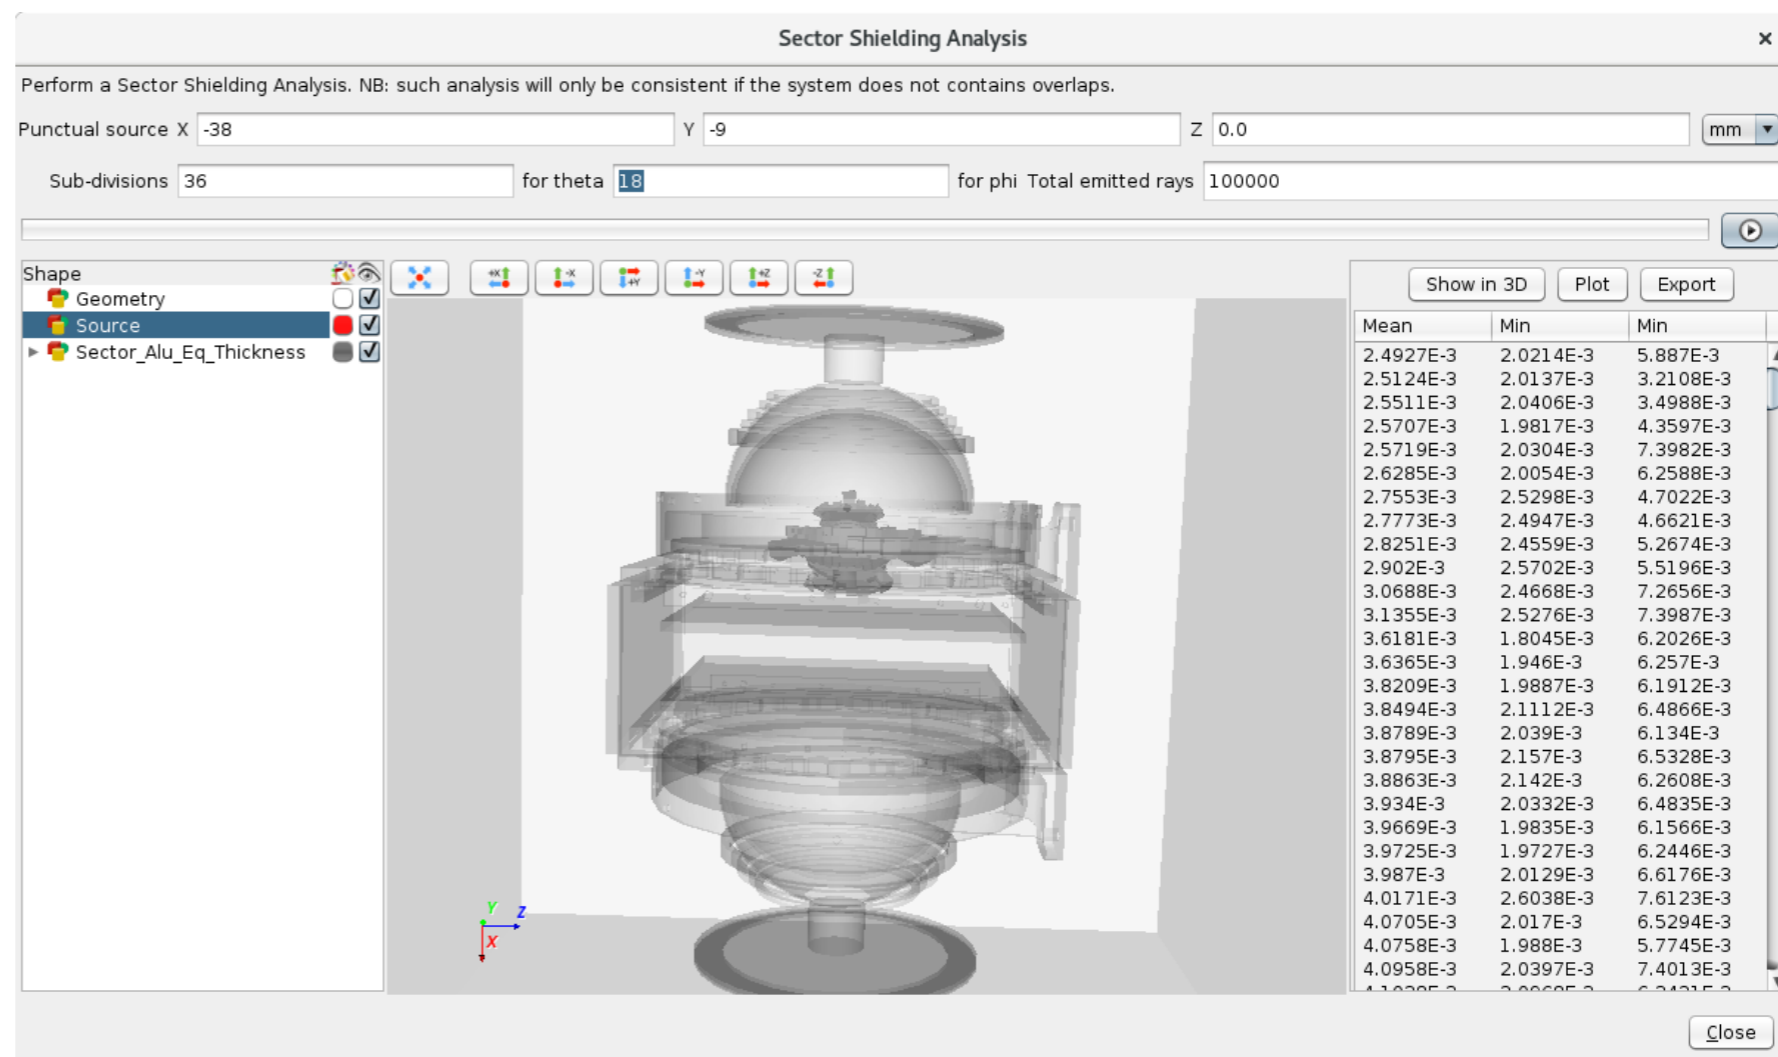 Sector Shielding Analysis ×
Perform a Sector Shielding Analysis. NB: such analysis will only be consistent if the system does not contains overlaps.
Punctual source X -38 Y -9 Z 0.0 mm
Sub-divisions 36 for theta 18 for phi Total emitted rays 100000
Shape
Geometry
Source
Sector_Alu_Eq_Thickness
+X -X +Y -Y +Z -Z
Y
Z
X
Show in 3D Plot Export
Mean Min Min
2.4927E-3 2.0214E-3 5.887E-3
2.5124E-3 2.0137E-3 3.2108E-3
2.5511E-3 2.0406E-3 3.4988E-3
2.5707E-3 1.9817E-3 4.3597E-3
2.5719E-3 2.0304E-3 7.3982E-3
2.6285E-3 2.0054E-3 6.2588E-3
2.7553E-3 2.5298E-3 4.7022E-3
2.7773E-3 2.4947E-3 4.6621E-3
2.8251E-3 2.4559E-3 5.2674E-3
2.902E-3 2.5702E-3 5.5196E-3
3.0688E-3 2.4668E-3 7.2656E-3
3.1355E-3 2.5276E-3 7.3987E-3
3.6181E-3 1.8045E-3 6.2026E-3
3.6365E-3 1.946E-3 6.257E-3
3.8209E-3 1.9887E-3 6.1912E-3
3.8494E-3 2.1112E-3 6.4866E-3
3.8789E-3 2.039E-3 6.134E-3
3.8795E-3 2.157E-3 6.5328E-3
3.8863E-3 2.142E-3 6.2608E-3
3.934E-3 2.0332E-3 6.4835E-3
3.9669E-3 1.9835E-3 6.1566E-3
3.9725E-3 1.9727E-3 6.2446E-3
3.987E-3 2.0129E-3 6.6176E-3
4.0171E-3 2.6038E-3 7.6123E-3
4.0705E-3 2.017E-3 6.5294E-3
4.0758E-3 1.988E-3 5.7745E-3
4.0958E-3 2.0397E-3 7.4013E-3
Close